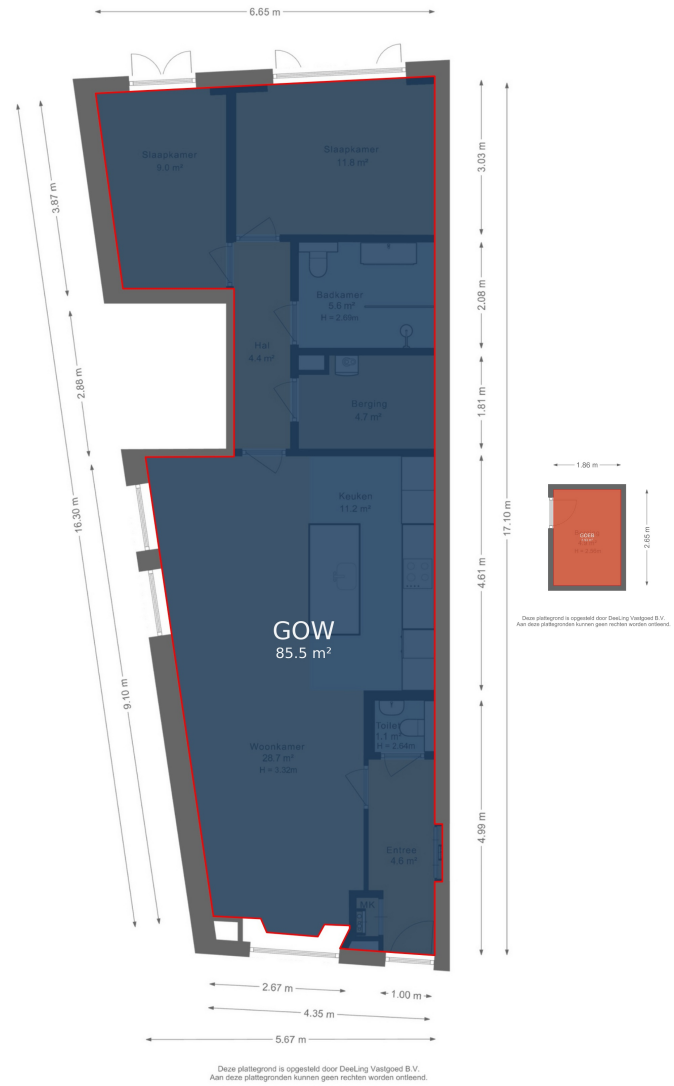 6.65 m
Slaapkamer
9.0 m²
Slaapkamer
11.8 m²
3.87 m
3.03 m
Badkamer
5.6 m²
2.08 m
Hal
4.4 m²
2.88 m
Berging
4.7 m²
1.81 m
Keuken
11.2 m²
16.30 m
17.10 m
4.61 m
1.86 m
GOEB
2.65 m
Deze plattegrond is opgesteld door DeeLing Vastgoed B.V.
Aan deze plattegronden kunnen geen rechten worden ontleend.
GOW
85.5 m²
9.10 m
Toilet
1.1 m²
H = 2.64m
Woonkamer
28.7 m²
H = 3.32m
4.99 m
Entree
4.6 m²
MK
2.67 m
1.00 m
4.35 m
5.67 m
Deze plattegrond is opgesteld door DeeLing Vastgoed B.V.
Aan deze plattegronden kunnen geen rechten worden ontleend.